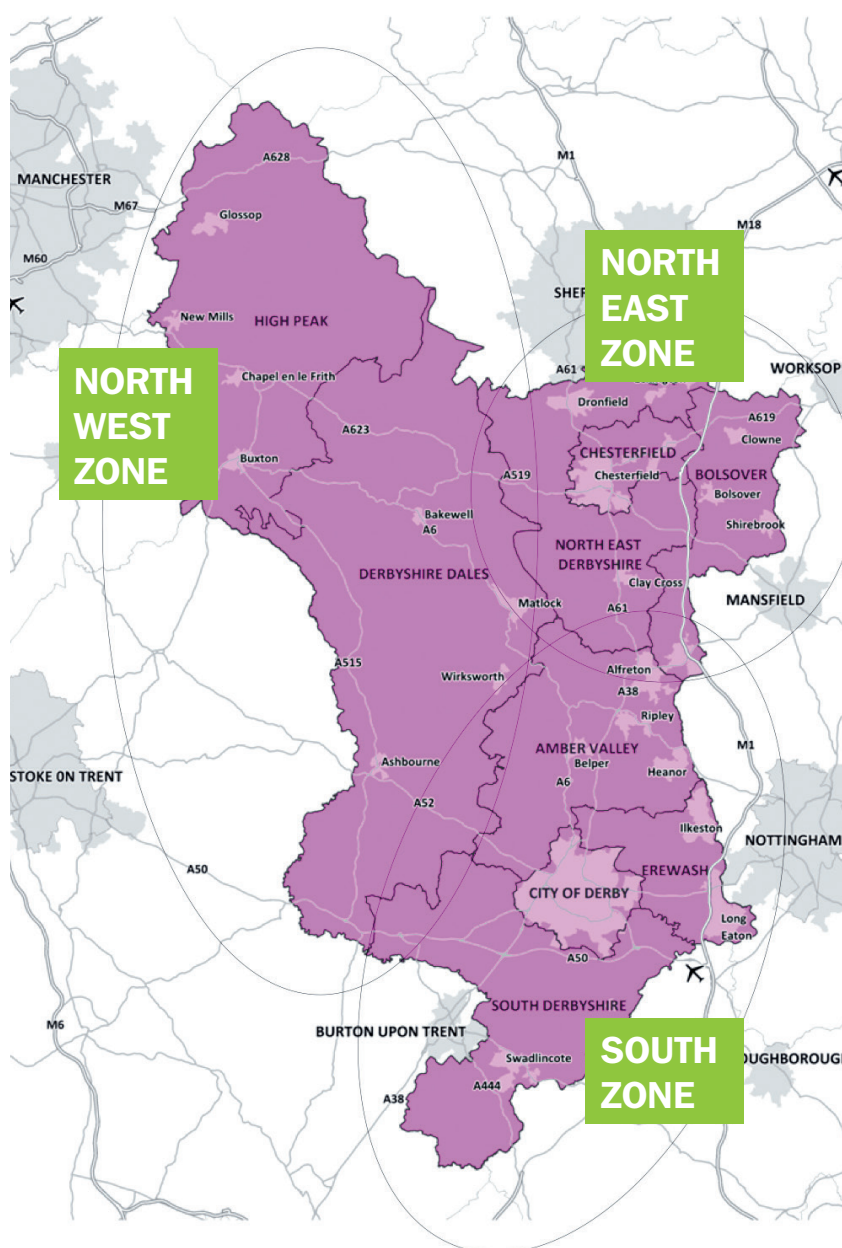 M1
A628
MANCHESTER
M67
Glossop
M18
M60
NORTH
EAST
ZONE
New Mills
HIGH PEAK
NORTH
WEST
ZONE
Chapel en le Frith
A61
WORKSOP
Dronfield
A623
A619
Clowne
CHESTERFIELD
Buxton
A519
Chesterfield
BOLSOVER
Bolsover
Bakewell
A6
Shirebrook
NORTH EAST
DERBYSHIRE
DERBYSHIRE DALES
Clay Cross
Matlock
A61
MANSFIELD
A515
Wirksworth
Alfreton
A38
Ripley
AMBER VALLEY
M1
Ashbourne
Belper
Heanor
STOKE ON TRENT
A6
A52
Ilkeston
NOTTINGHAM
A50
EREWASH
CITY OF DERBY
Long
Eaton
A50
SOUTH DERBYSHIRE
M6
BURTON UPON TRENT
SOUTH
ZONE
Swadlincote
A444
A38